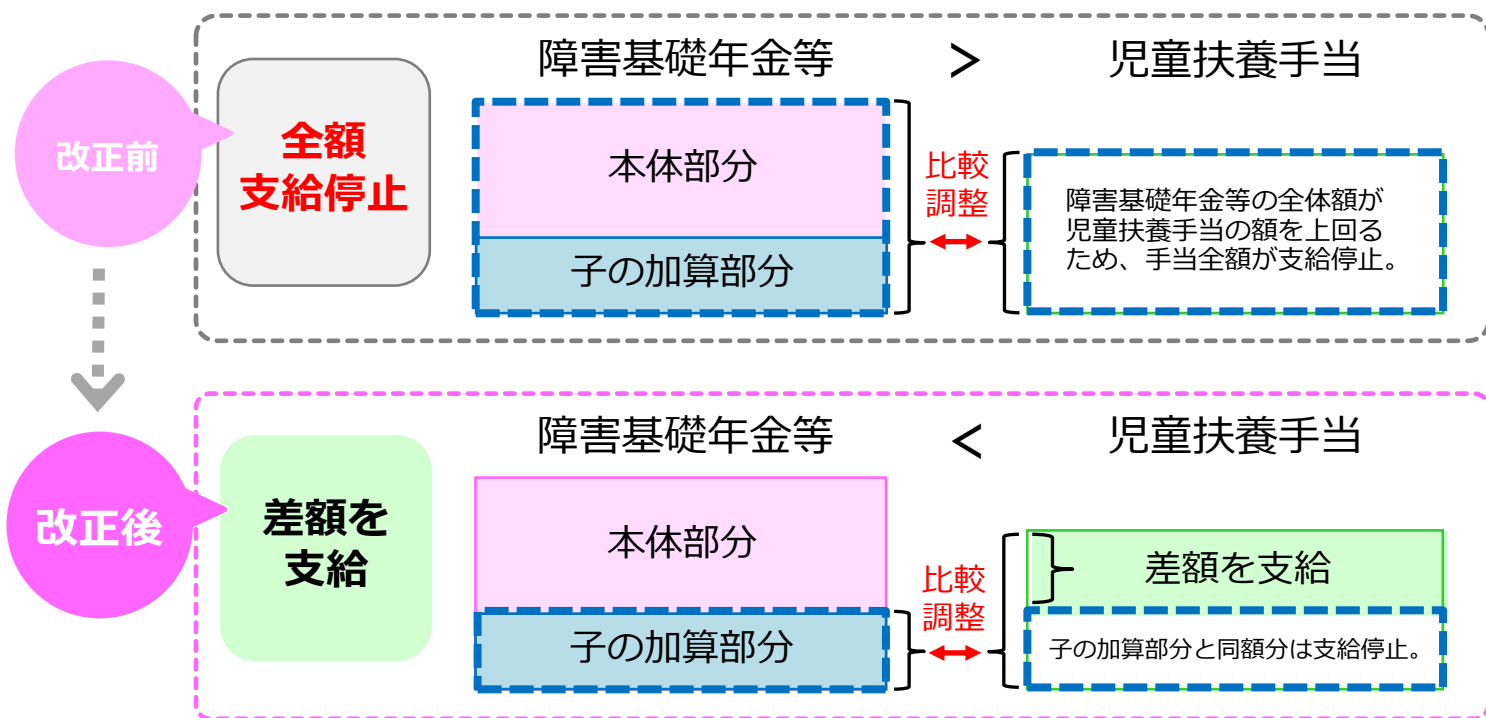 障害基礎年金等 > 児童扶養手当
改正前
全額
支給停止
本体部分
子の加算部分
比較
調整
障害基礎年金等の全体額が
児童扶養手当の額を上回る
ため、手当全額が支給停止。
障害基礎年金等 < 児童扶養手当
改正後
差額を
支給
本体部分
子の加算部分
比較
調整
差額を支給
子の加算部分と同額分は支給停止。